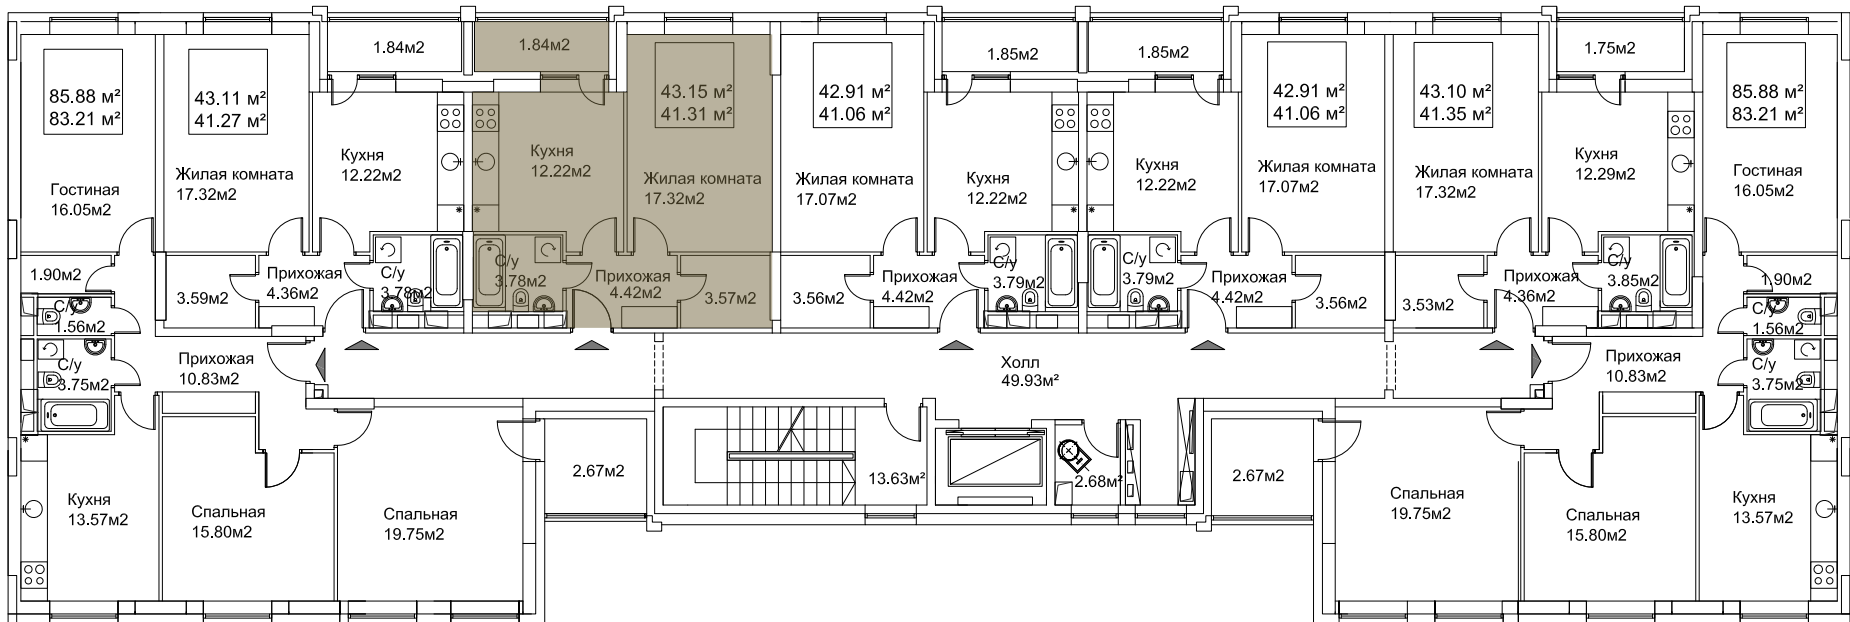 1.84м2
1.84м2
1.85м2
1.85м2
1.75м2
85.88 м²
83.21 м²
43.11 м²
41.27 м²
43.15 м²
41.31 м²
42.91 м²
41.06 м²
42.91 м²
41.06 м²
43.10 м²
41.35 м²
85.88 м²
83.21 м²
Гостиная
16.05м2
Жилая комната
17.32м2
Кухня
12.22м2
Кухня
12.22м2
Жилая комната
17.32м2
Жилая комната
17.07м2
Кухня
12.22м2
Кухня
12.22м2
Жилая комната
17.07м2
Жилая комната
17.32м2
Кухня
12.29м2
Гостиная
16.05м2
1.90м2
3.59м2
Прихожая
4.36м2
С/у
3.78м2
С/у
3.78м2
Прихожая
4.42м2
3.57м2
3.56м2
Прихожая
4.42м2
С/у
3.79м2
С/у
3.79м2
Прихожая
4.42м2
3.56м2
3.53м2
Прихожая
4.36м2
С/у
3.85м2
1.90м2
С/у
1.56м2
С/у
1.56м2
С/у
3.75м2
Прихожая
10.83м2
Холл
49.93м²
Прихожая
10.83м2
С/у
3.75м2
Кухня
13.57м2
Спальная
15.80м2
Спальная
19.75м2
2.67м2
13.63м²
2.68м²
2.67м2
Спальная
19.75м2
Спальная
15.80м2
Кухня
13.57м2